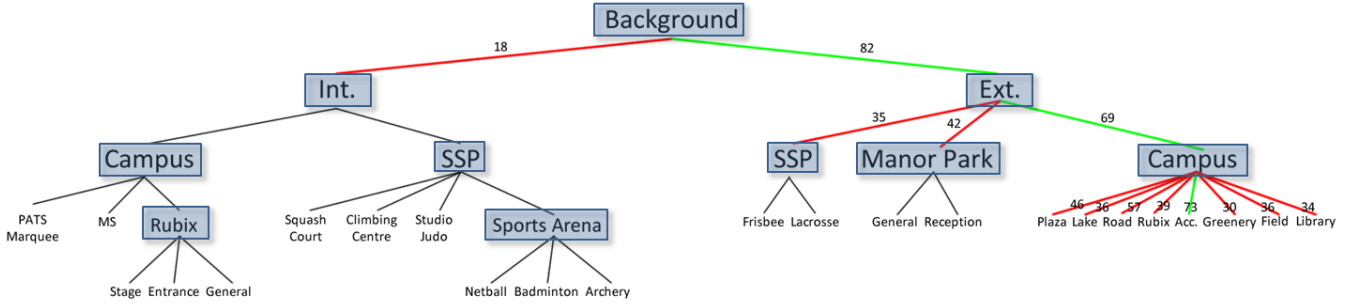 Background
18 82
Int. Ext.
35 42 69
Campus SSP SSP Manor Park Campus
46 36 57 39 73 30 36 34
PATS Marquee MS Rubix Squash Court Climbing Centre Studio Judo Sports Arena Frisbee Lacrosse General Reception Plaza Lake Road Rubix Acc. Greenery Field Library
Stage Entrance General Netball Badminton Archery